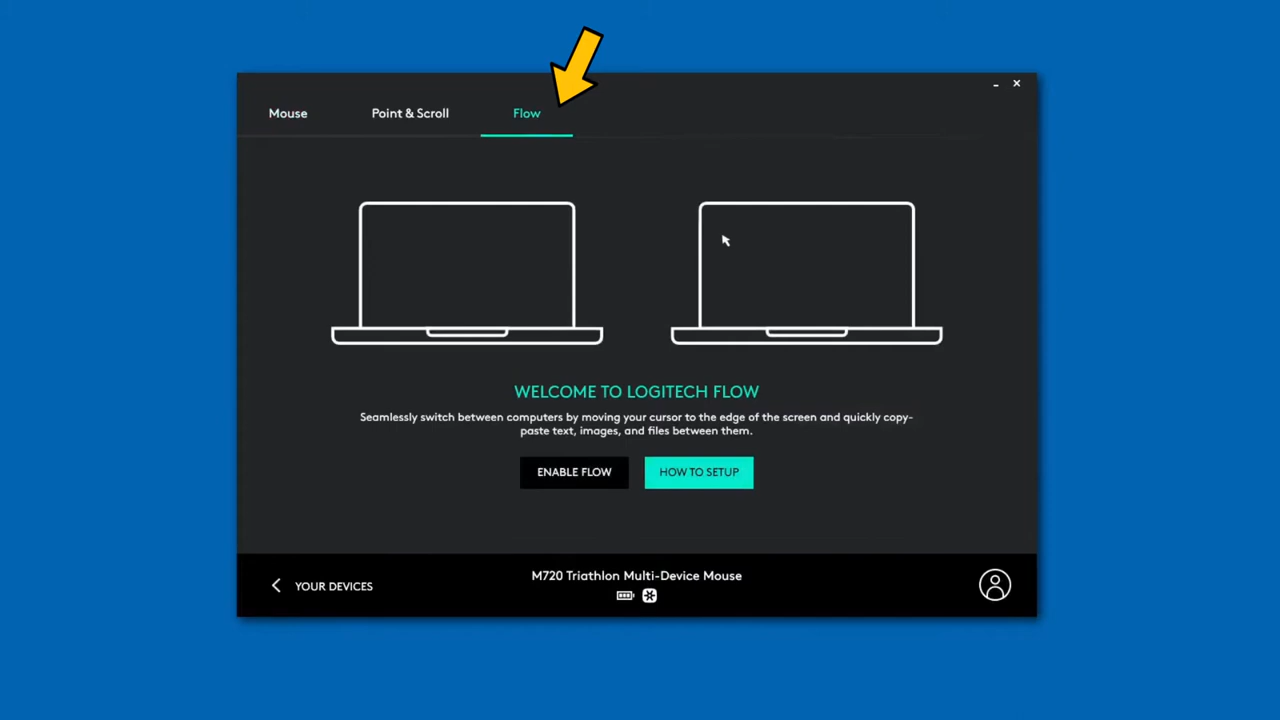 Mouse
Point & Scroll
Flow
WELCOME TO LOGITECH FLOW
Seamlessly switch between computers by moving your cursor to the edge of the screen and quickly copy-
paste text, images, and files between them.
ENABLE FLOW
HOW TO SETUP
YOUR DEVICES
M720 Triathlon Multi-Device Mouse